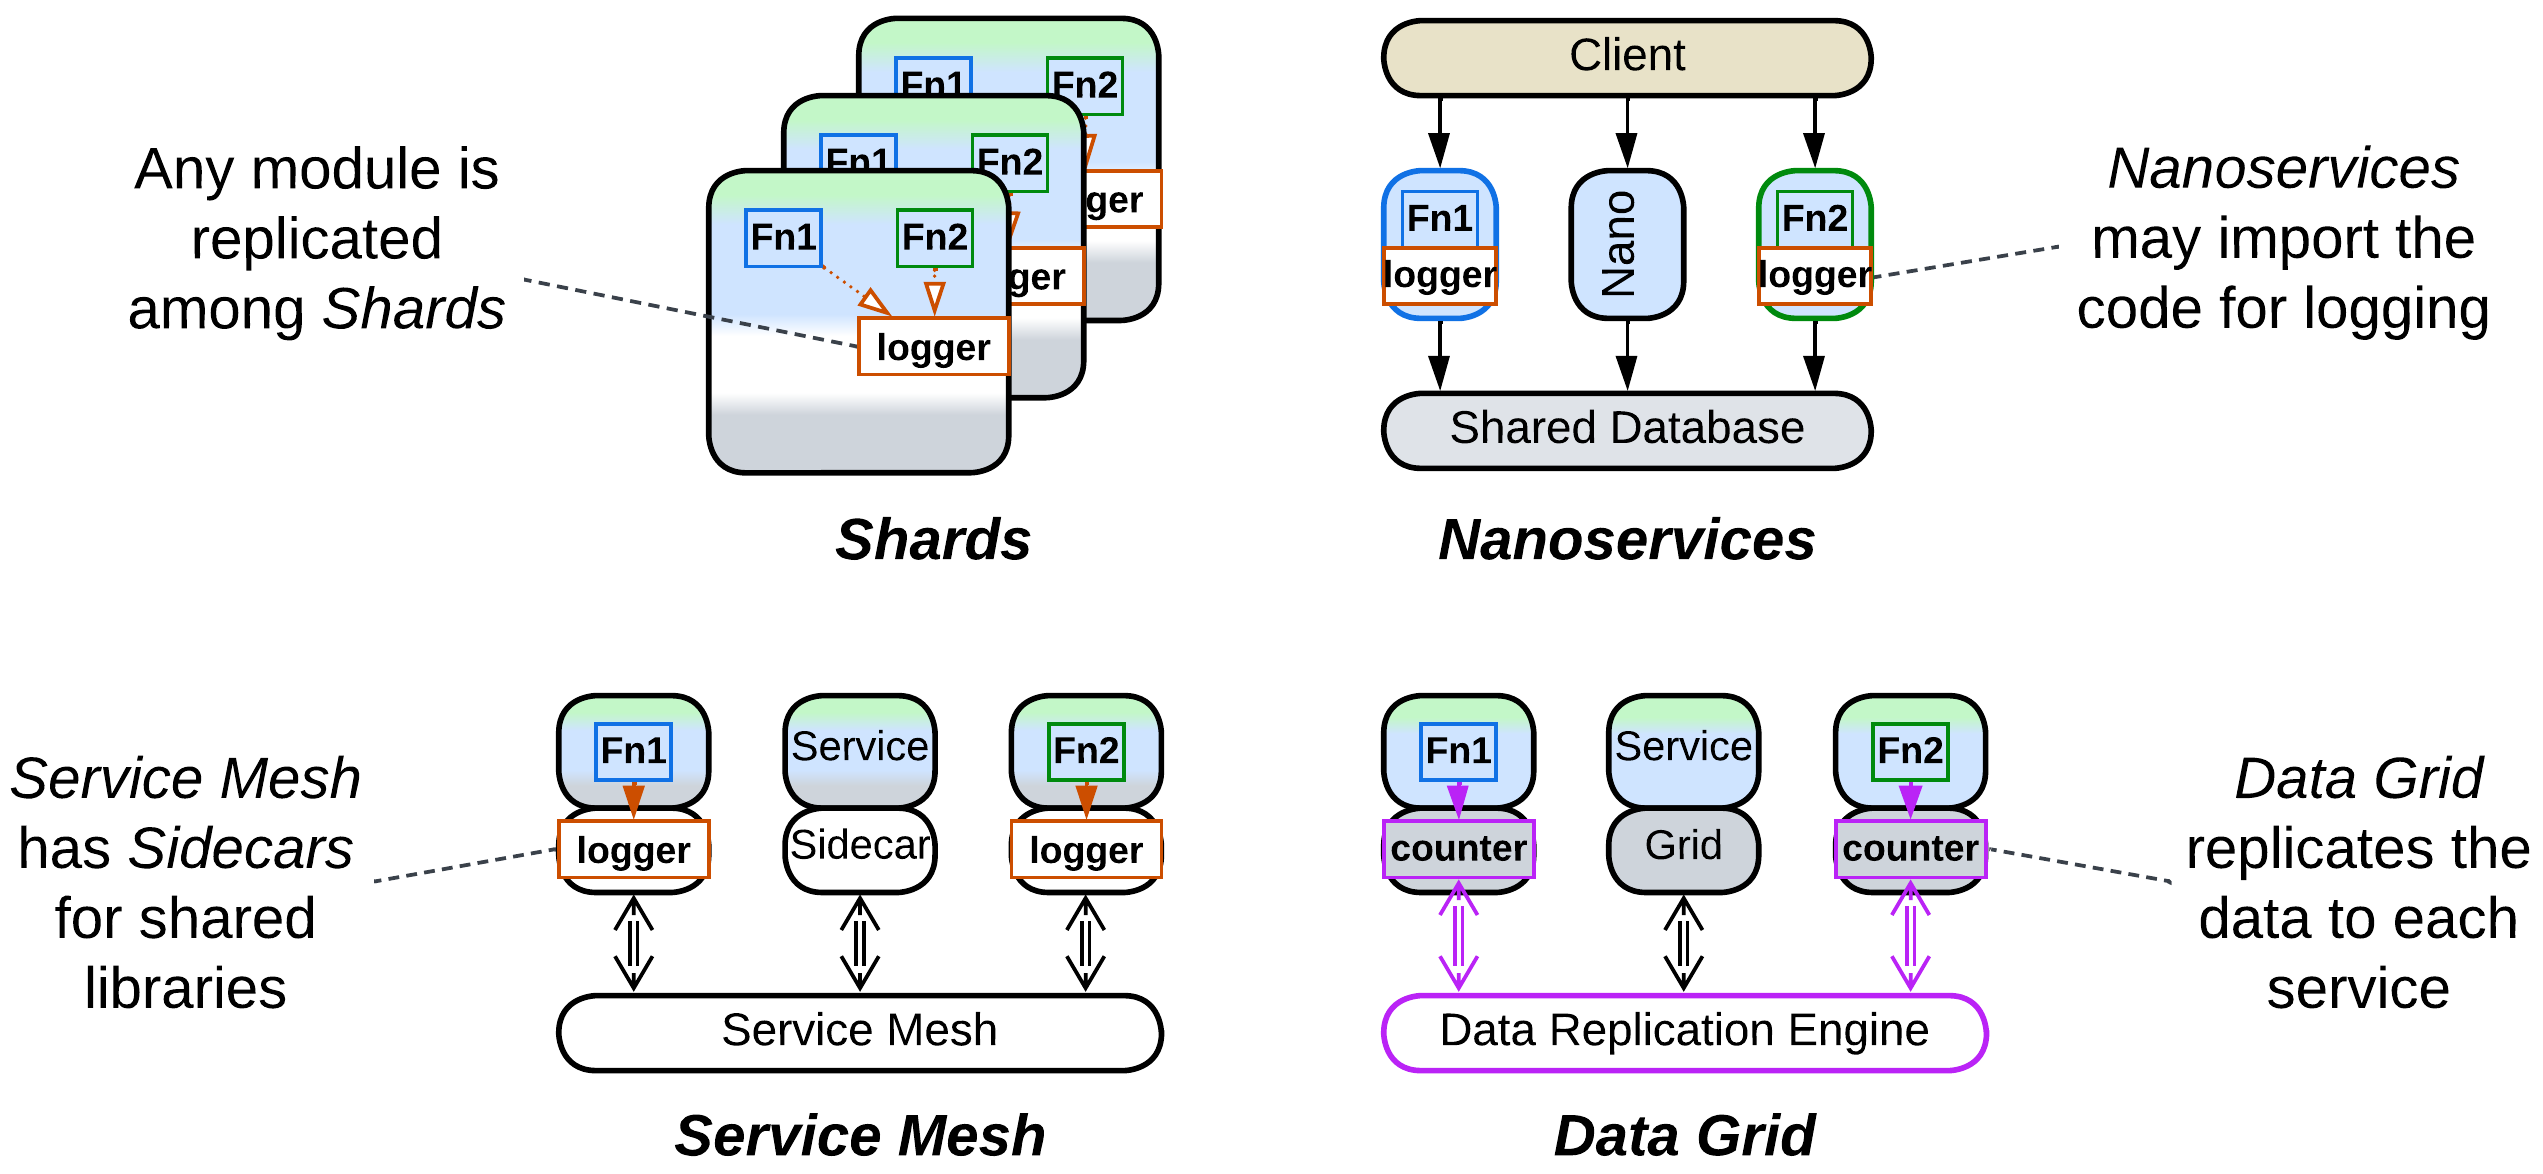 Any module is
replicated
among Shards
Fn1
Fn2
ger
Fn1
Fn2
ger
Fn1
Fn2
logger
Shards
Client
Fn1
logger
Nano
Fn2
logger
Shared Database
Nanoservices
Nanoservices
may import the
code for logging
Service Mesh
has Sidecars
for shared
libraries
Fn1
logger
Service
Sidecar
Fn2
logger
Service Mesh
Service Mesh
Fn1
counter
Service
Grid
Fn2
counter
Data Replication Engine
Data Grid
Data Grid
replicates the
data to each
service